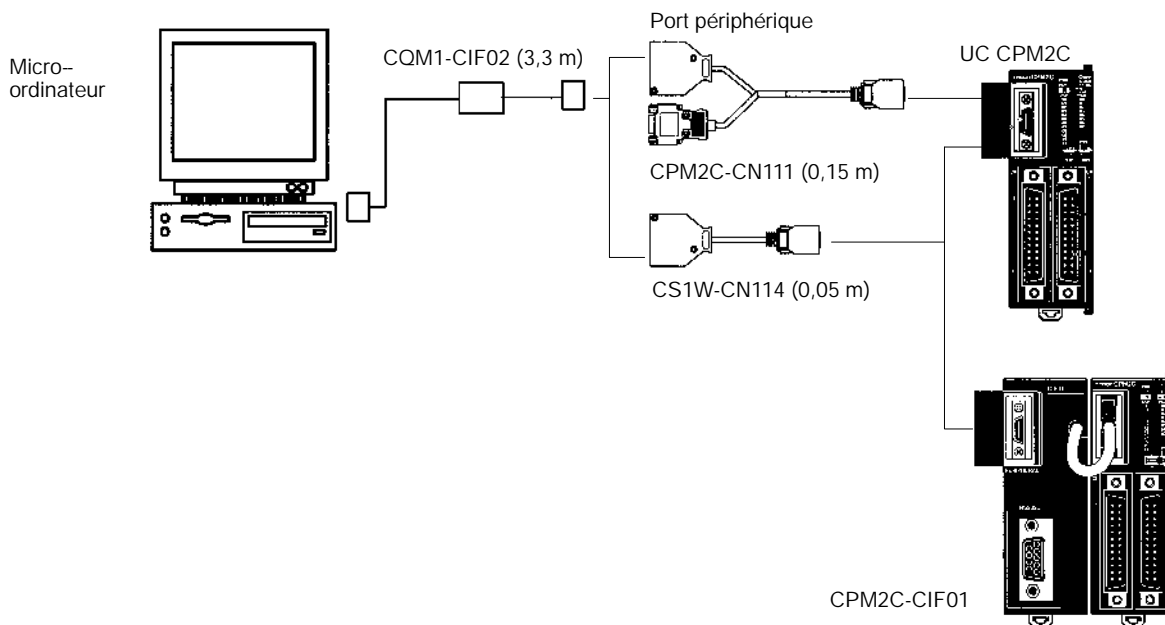 Port périphérique
Micro--
ordinateur
CQM1-CIF02 (3,3 m)
UC CPM2C
CPM2C-CN111 (0,15 m)
CS1W-CN114 (0,05 m)
CPM2C-CIF01